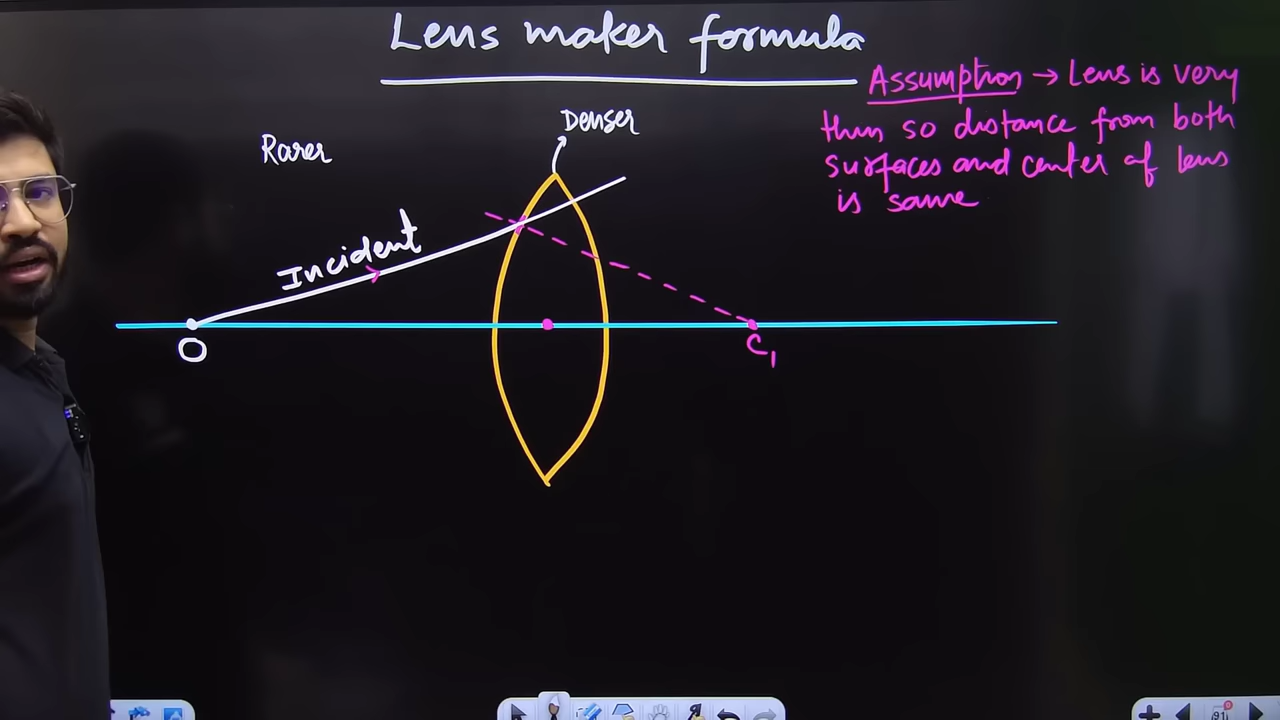 Lens maker formula
Assumption → Lens is very
thin so distance from both
surfaces and center of lens
is same
Denser
Rarer
Incident
O
C1